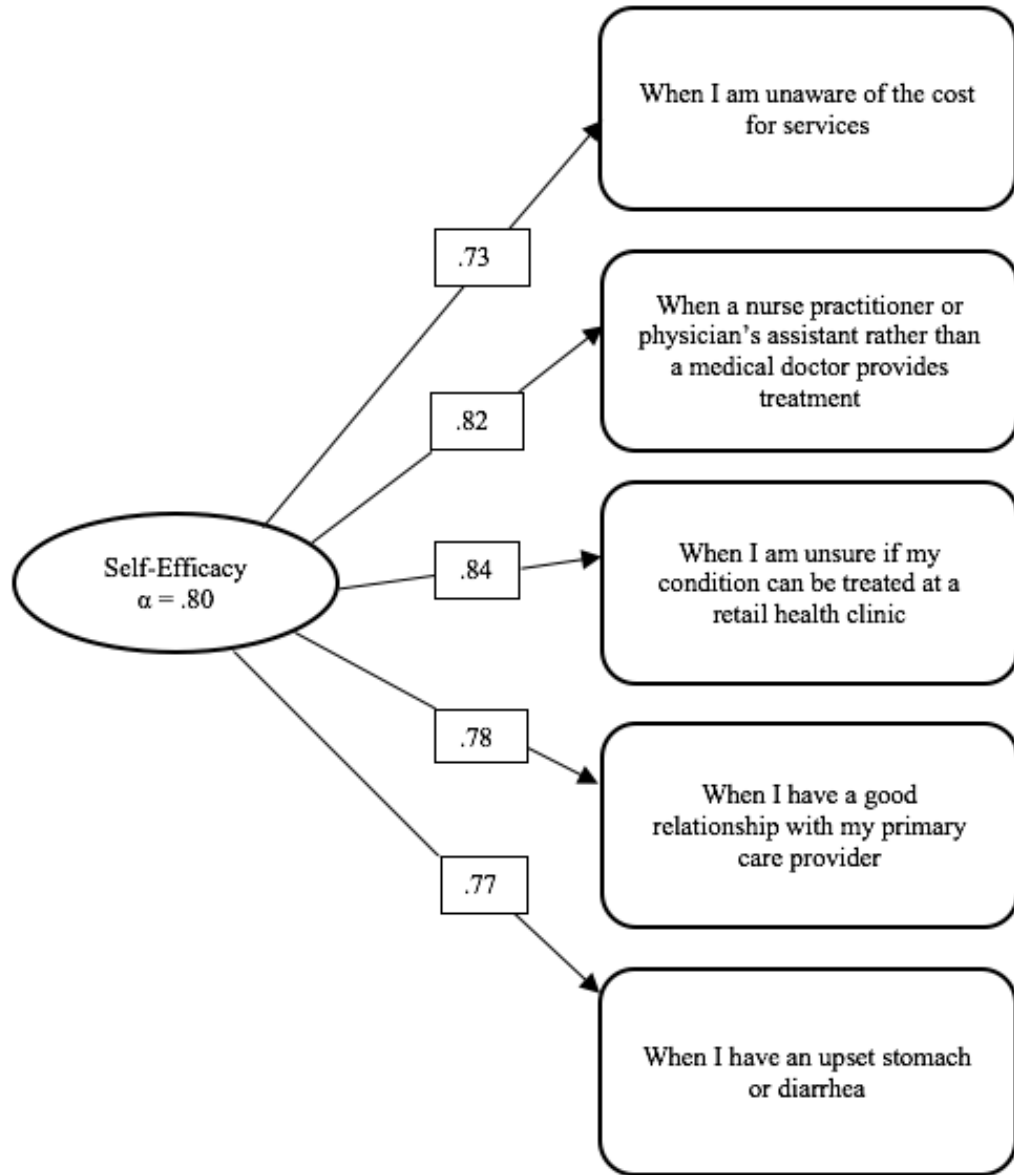 When I am unaware of the cost
for services
.73
When a nurse practitioner or
physician’s assistant rather than
a medical doctor provides
treatment
.82
Self-Efficacy
α = .80
.84
When I am unsure if my
condition can be treated at a
retail health clinic
.78
When I have a good
relationship with my primary
care provider
.77
When I have an upset stomach
or diarrhea